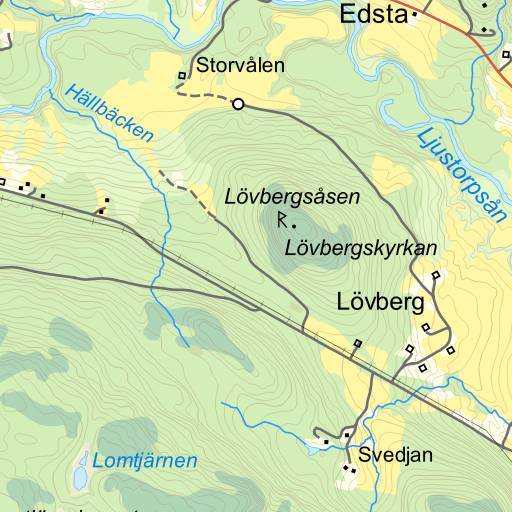 Edsta
Storvålen
Hällbäcken
Ljustorpsån
Lövbergsåsen
Lövbergskyrkan
Lövberg
Svedjan
Lomtjärnen